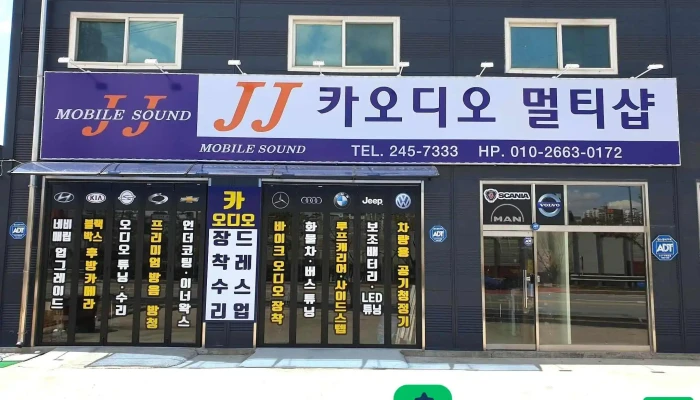 JJ
MOBILE SOUND
JJ 카오디오 멀티샵
MOBILE SOUND TEL. 245-7333 HP. 010-2663-0172
KIA
Jeep
SCANIA
MAN
VOLVO
네비매립 업그레이드
블랙박스 후방카메라
오디오 튜닝·수리
프리미엄 방음 방청
언더코팅·이너왁스
카
오디오
장착수리
드레스업
바이크 오디오 장착
화물차·버스 튜닝
루프캐리어·사이드스텝
보조배터리·LED 튜닝
차량용 공기청정기
ADT
ADT
ADT